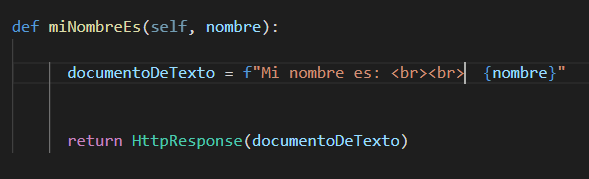 def miNombreEs(self, nombre):
documentoDeTexto = f"Mi nombre es: <br><br>  {nombre}"
return HttpResponse(documentoDeTexto)